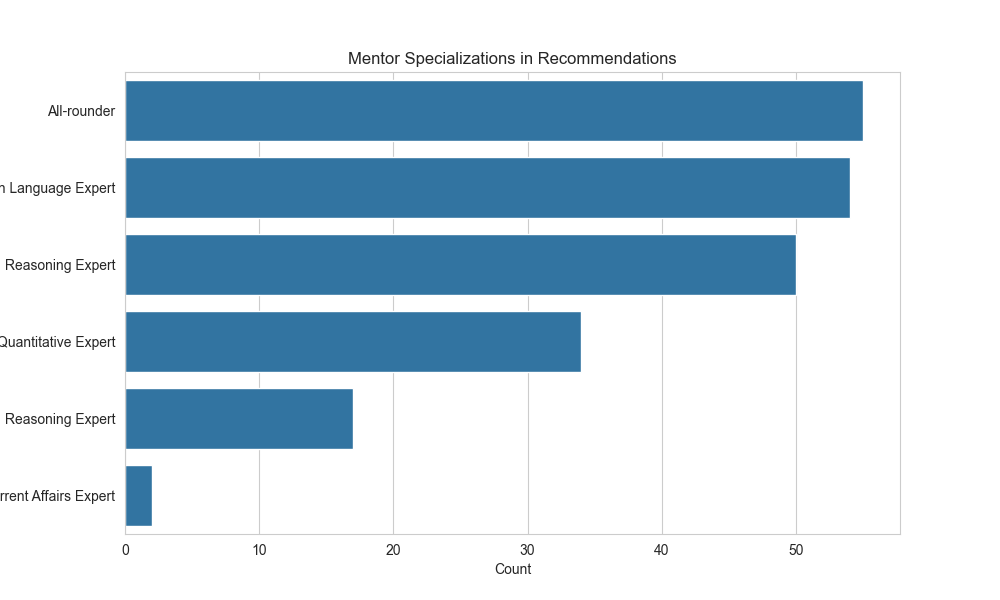 Mentor Specializations in Recommendations
All-rounder
Language Expert
Reasoning Expert
Quantitative Expert
Reasoning Expert
Affairs Expert
0 10 20 30 40 50
Count